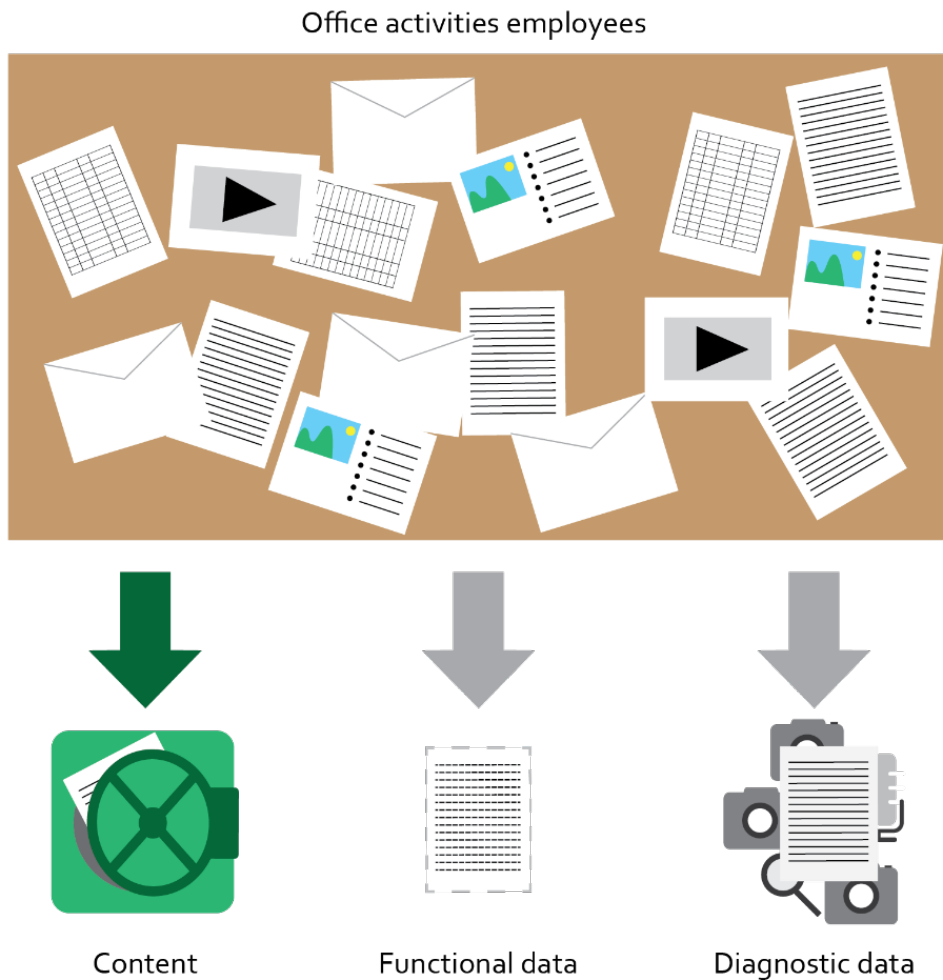 Office activities employees
Content
Functional data
Diagnostic data